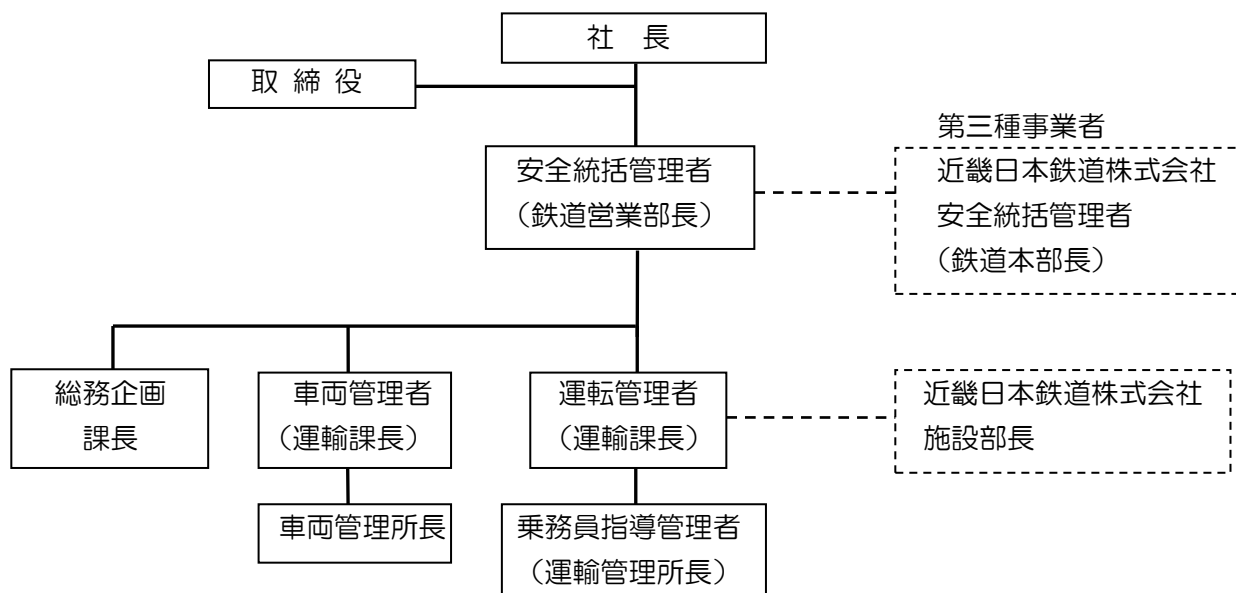 社　長
取 締 役
第三種事業者
安全統括管理者
（鉄道営業部長）
近畿日本鉄道株式会社
安全統括管理者
（鉄道本部長）
総務企画
課長
車両管理者
（運輸課長）
運転管理者
（運輸課長）
近畿日本鉄道株式会社
施設部長
車両管理所長
乗務員指導管理者
（運輸管理所長）